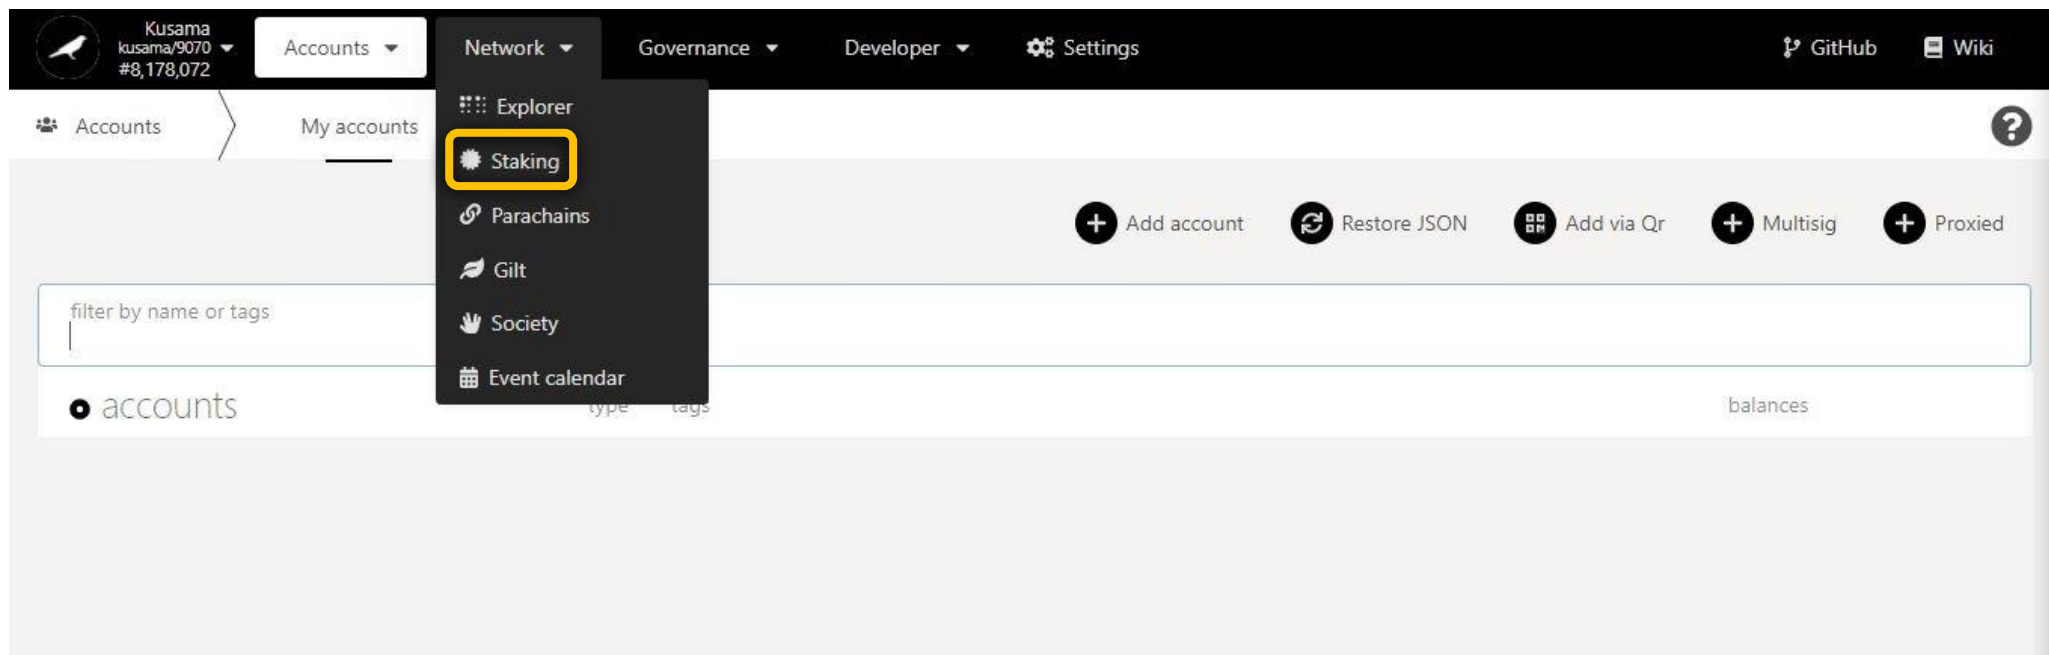 Kusama
kusama/9070
#8,178,072
Accounts
Network
Governance
Developer
Settings
GitHub
Wiki
Accounts
My accounts
Explorer
Staking
Parachains
Gilt
Society
Event calendar
Add account
Restore JSON
Add via Qr
Multisig
Proxied
filter by name or tags
accounts
type
tags
balances